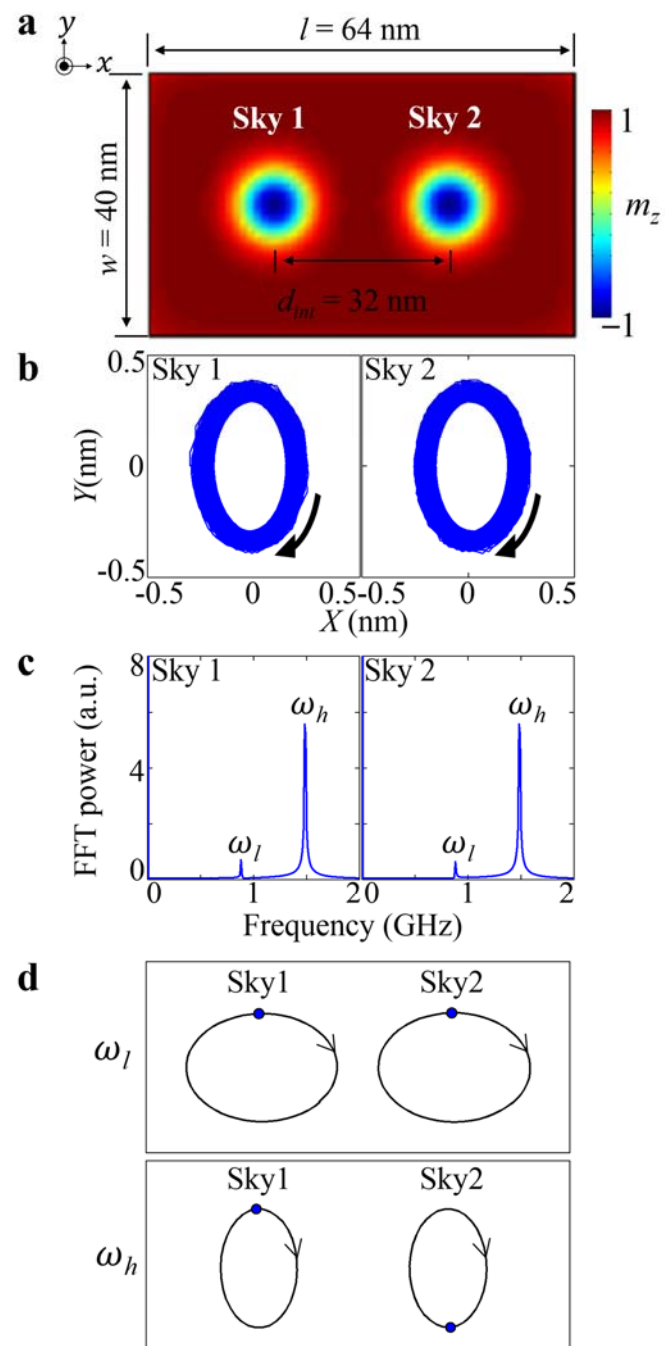 a
y
x
l = 64 nm
w = 40 nm
Sky 1 Sky 2
d_int = 32 nm
1
m_z
−1
b
Sky 1 Sky 2
Y(nm)
0.5
0
-0.5
-0.5 0 0.5 -0.5 0 0.5
X (nm)
c
Sky 1 Sky 2
FFT power (a.u.)
8
4
0
ω_l ω_h ω_l ω_h
0 1 2 0 1 2
Frequency (GHz)
d
Sky1 Sky2
ω_l
Sky1 Sky2
ω_h